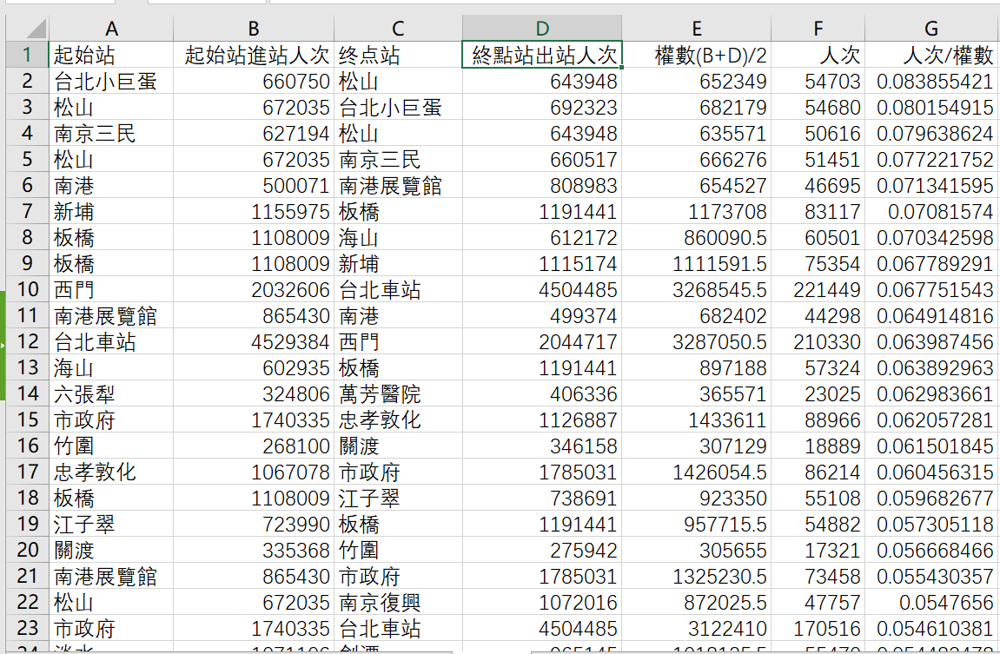 A B C D E F G
1 起始站 起始站進站人次 终点站 終點站出站人次 權數(B+D)/2 人次 人次/權數
2 台北小巨蛋 660750 松山 643948 652349 54703 0.083855421
3 松山 672035 台北小巨蛋 692323 682179 54680 0.080154915
4 南京三民 627194 松山 643948 635571 50616 0.079638624
5 松山 672035 南京三民 660517 666276 51451 0.077221752
6 南港 500071 南港展覽館 808983 654527 46695 0.071341595
7 新埔 1155975 板橋 1191441 1173708 83117 0.07081574
8 板橋 1108009 海山 612172 860090.5 60501 0.070342598
9 板橋 1108009 新埔 1115174 1111591.5 75354 0.067789291
10 西門 2032606 台北車站 4504485 3268545.5 221449 0.067751543
11 南港展覽館 865430 南港 499374 682402 44298 0.064914816
12 台北車站 4529384 西門 2044717 3287050.5 210330 0.063987456
13 海山 602935 板橋 1191441 897188 57324 0.063892963
14 六張犁 324806 萬芳醫院 406336 365571 23025 0.062983661
15 市政府 1740335 忠孝敦化 1126887 1433611 88966 0.062057281
16 竹圍 268100 關渡 346158 307129 18889 0.061501845
17 忠孝敦化 1067078 市政府 1785031 1426054.5 86214 0.060456315
18 板橋 1108009 江子翠 738691 923350 55108 0.059682677
19 江子翠 723990 板橋 1191441 957715.5 54882 0.057305118
20 關渡 335368 竹圍 275942 305655 17321 0.056668466
21 南港展覽館 865430 市政府 1785031 1325230.5 73458 0.055430357
22 松山 672035 南京復興 1072016 872025.5 47757 0.0547656
23 市政府 1740335 台北車站 4504485 3122410 170516 0.054610381